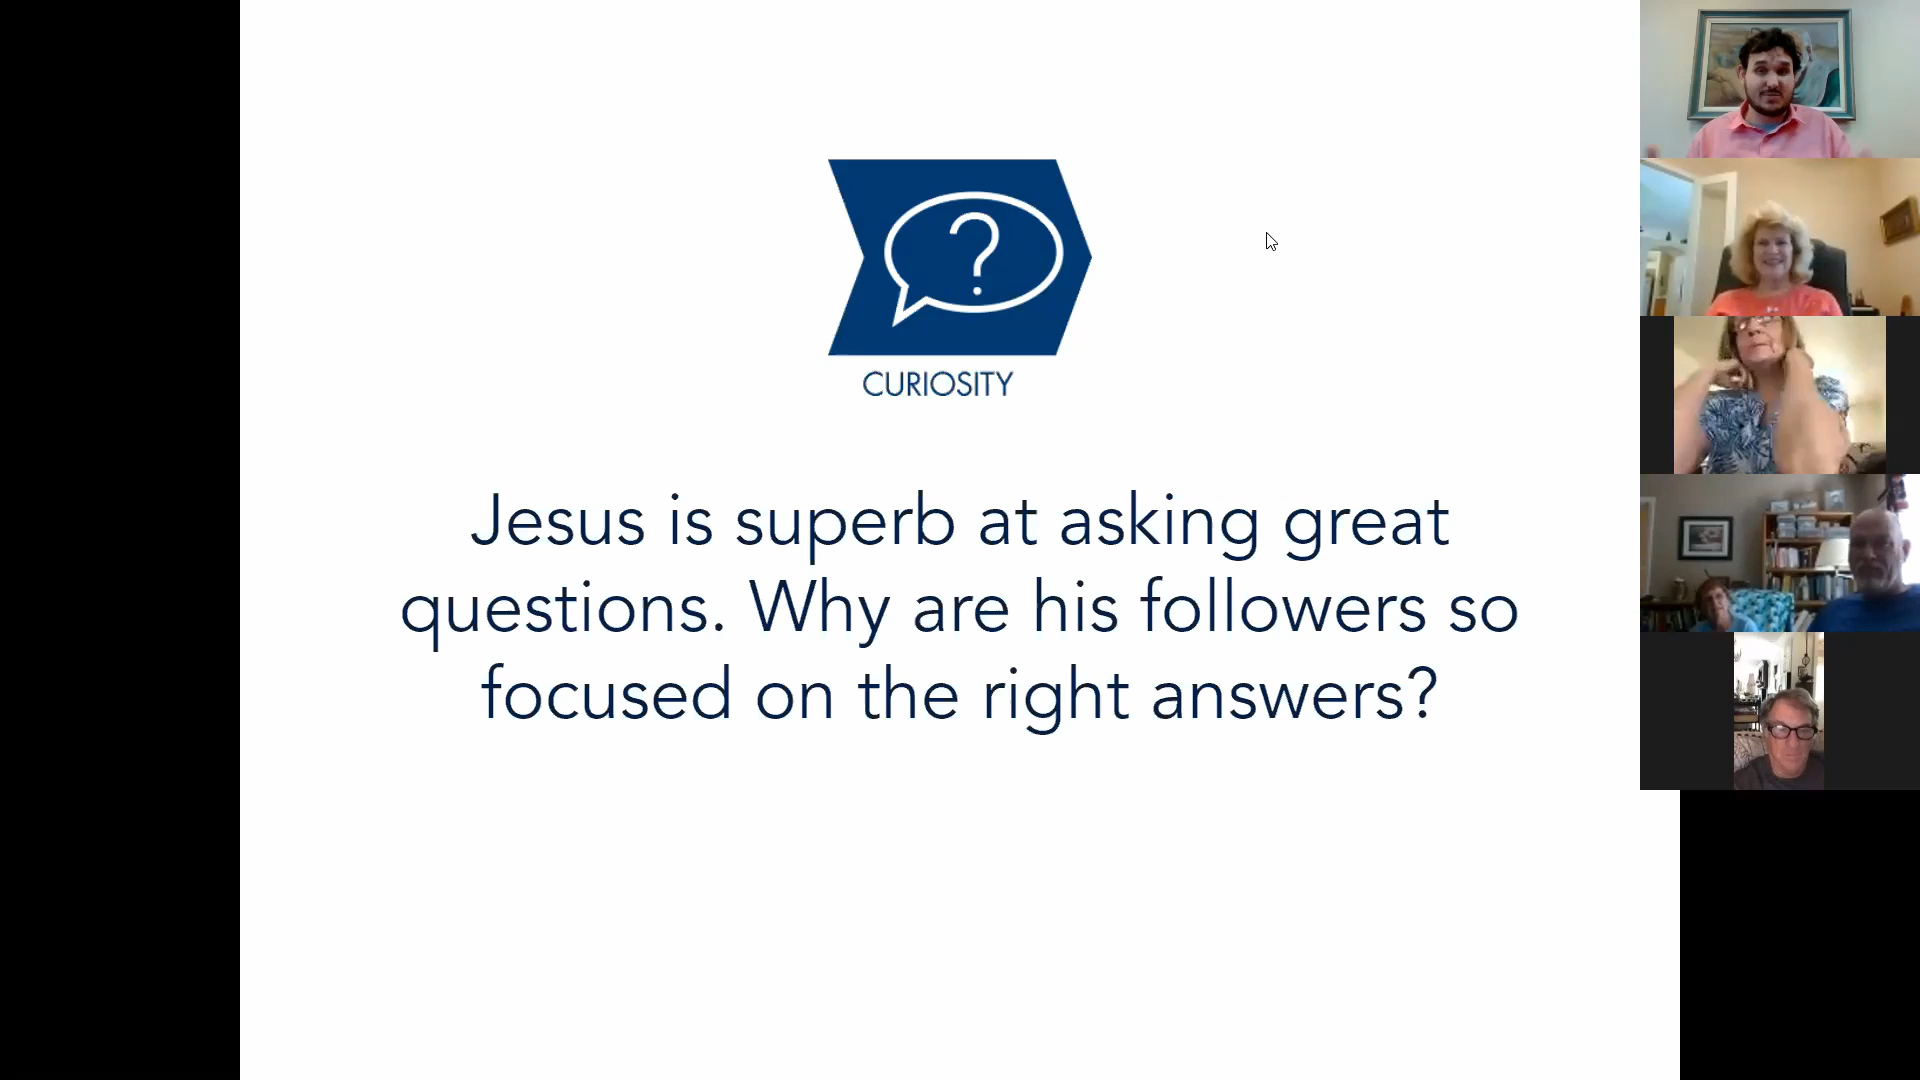 ?
CURIOSITY
Jesus is superb at asking great
questions. Why are his followers so
focused on the right answers?